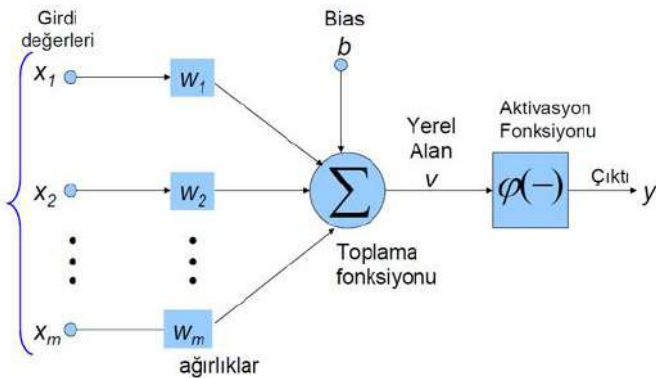 Girdi
değerleri
Bias
b
x1
w1
Yerel
Alan
v
Aktivasyon
Fonksiyonu
x2
w2
∑
φ(−)
Çıktı
y
Toplama
fonksiyonu
xm
wm
ağırlıklar